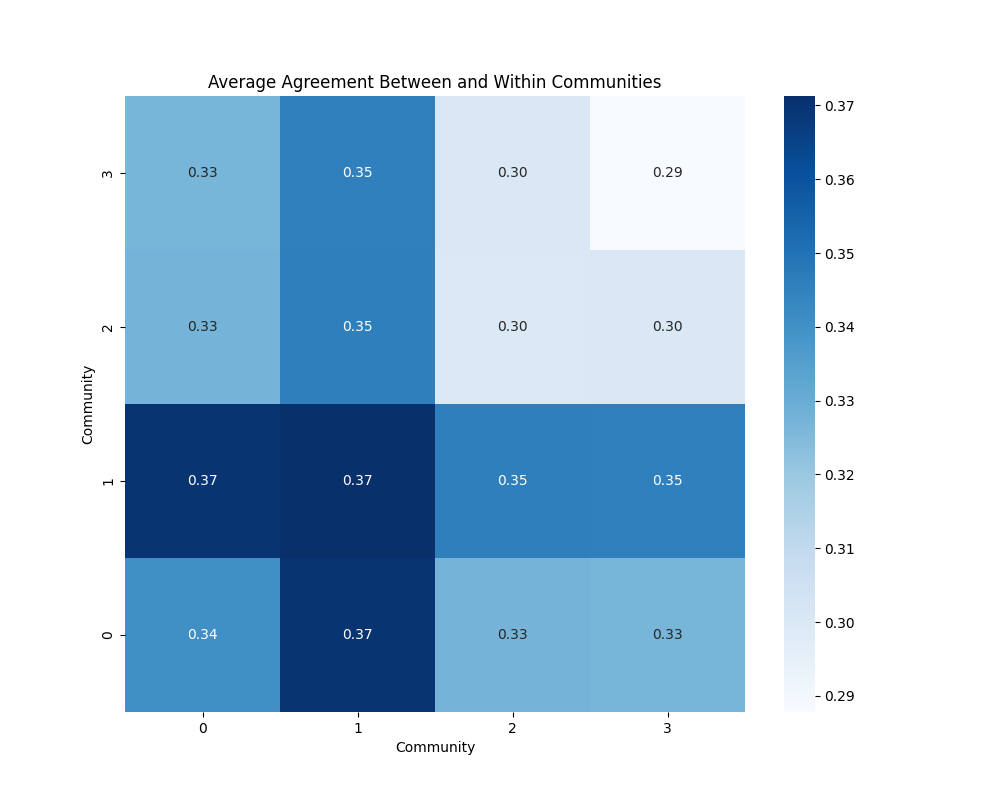 Average Agreement Between and Within Communities
3 0.33 0.35 0.30 0.29
2 0.33 0.35 0.30 0.30
1 0.37 0.37 0.35 0.35
0 0.34 0.37 0.33 0.33
Community
0 1 2 3
Community
0.37
0.36
0.35
0.34
0.33
0.32
0.31
0.30
0.29